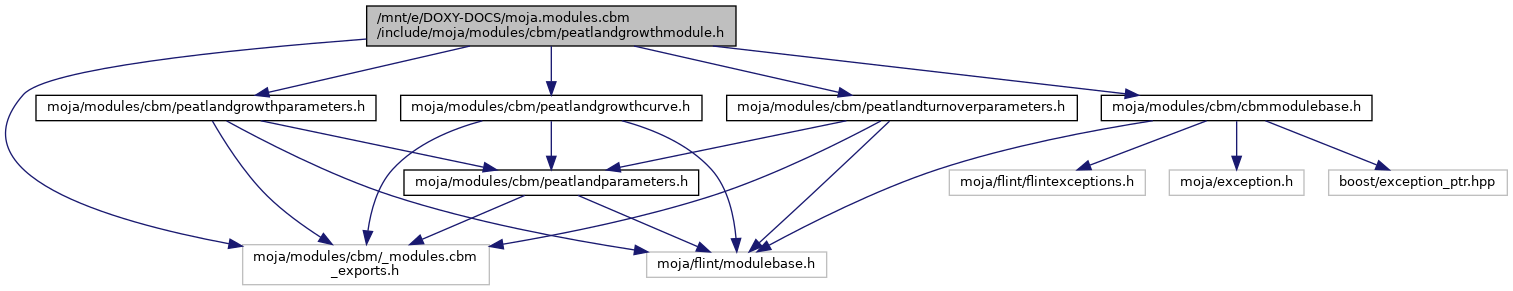 /mnt/e/DOXY-DOCS/moja.modules.cbm
/include/moja/modules/cbm/peatlandgrowthmodule.h
moja/modules/cbm/peatlandgrowthparameters.h
moja/modules/cbm/peatlandgrowthcurve.h
moja/modules/cbm/peatlandturnoverparameters.h
moja/modules/cbm/cbmmodulebase.h
moja/modules/cbm/peatlandparameters.h
moja/flint/flintexceptions.h
moja/exception.h
boost/exception_ptr.hpp
moja/modules/cbm/_modules.cbm
_exports.h
moja/flint/modulebase.h